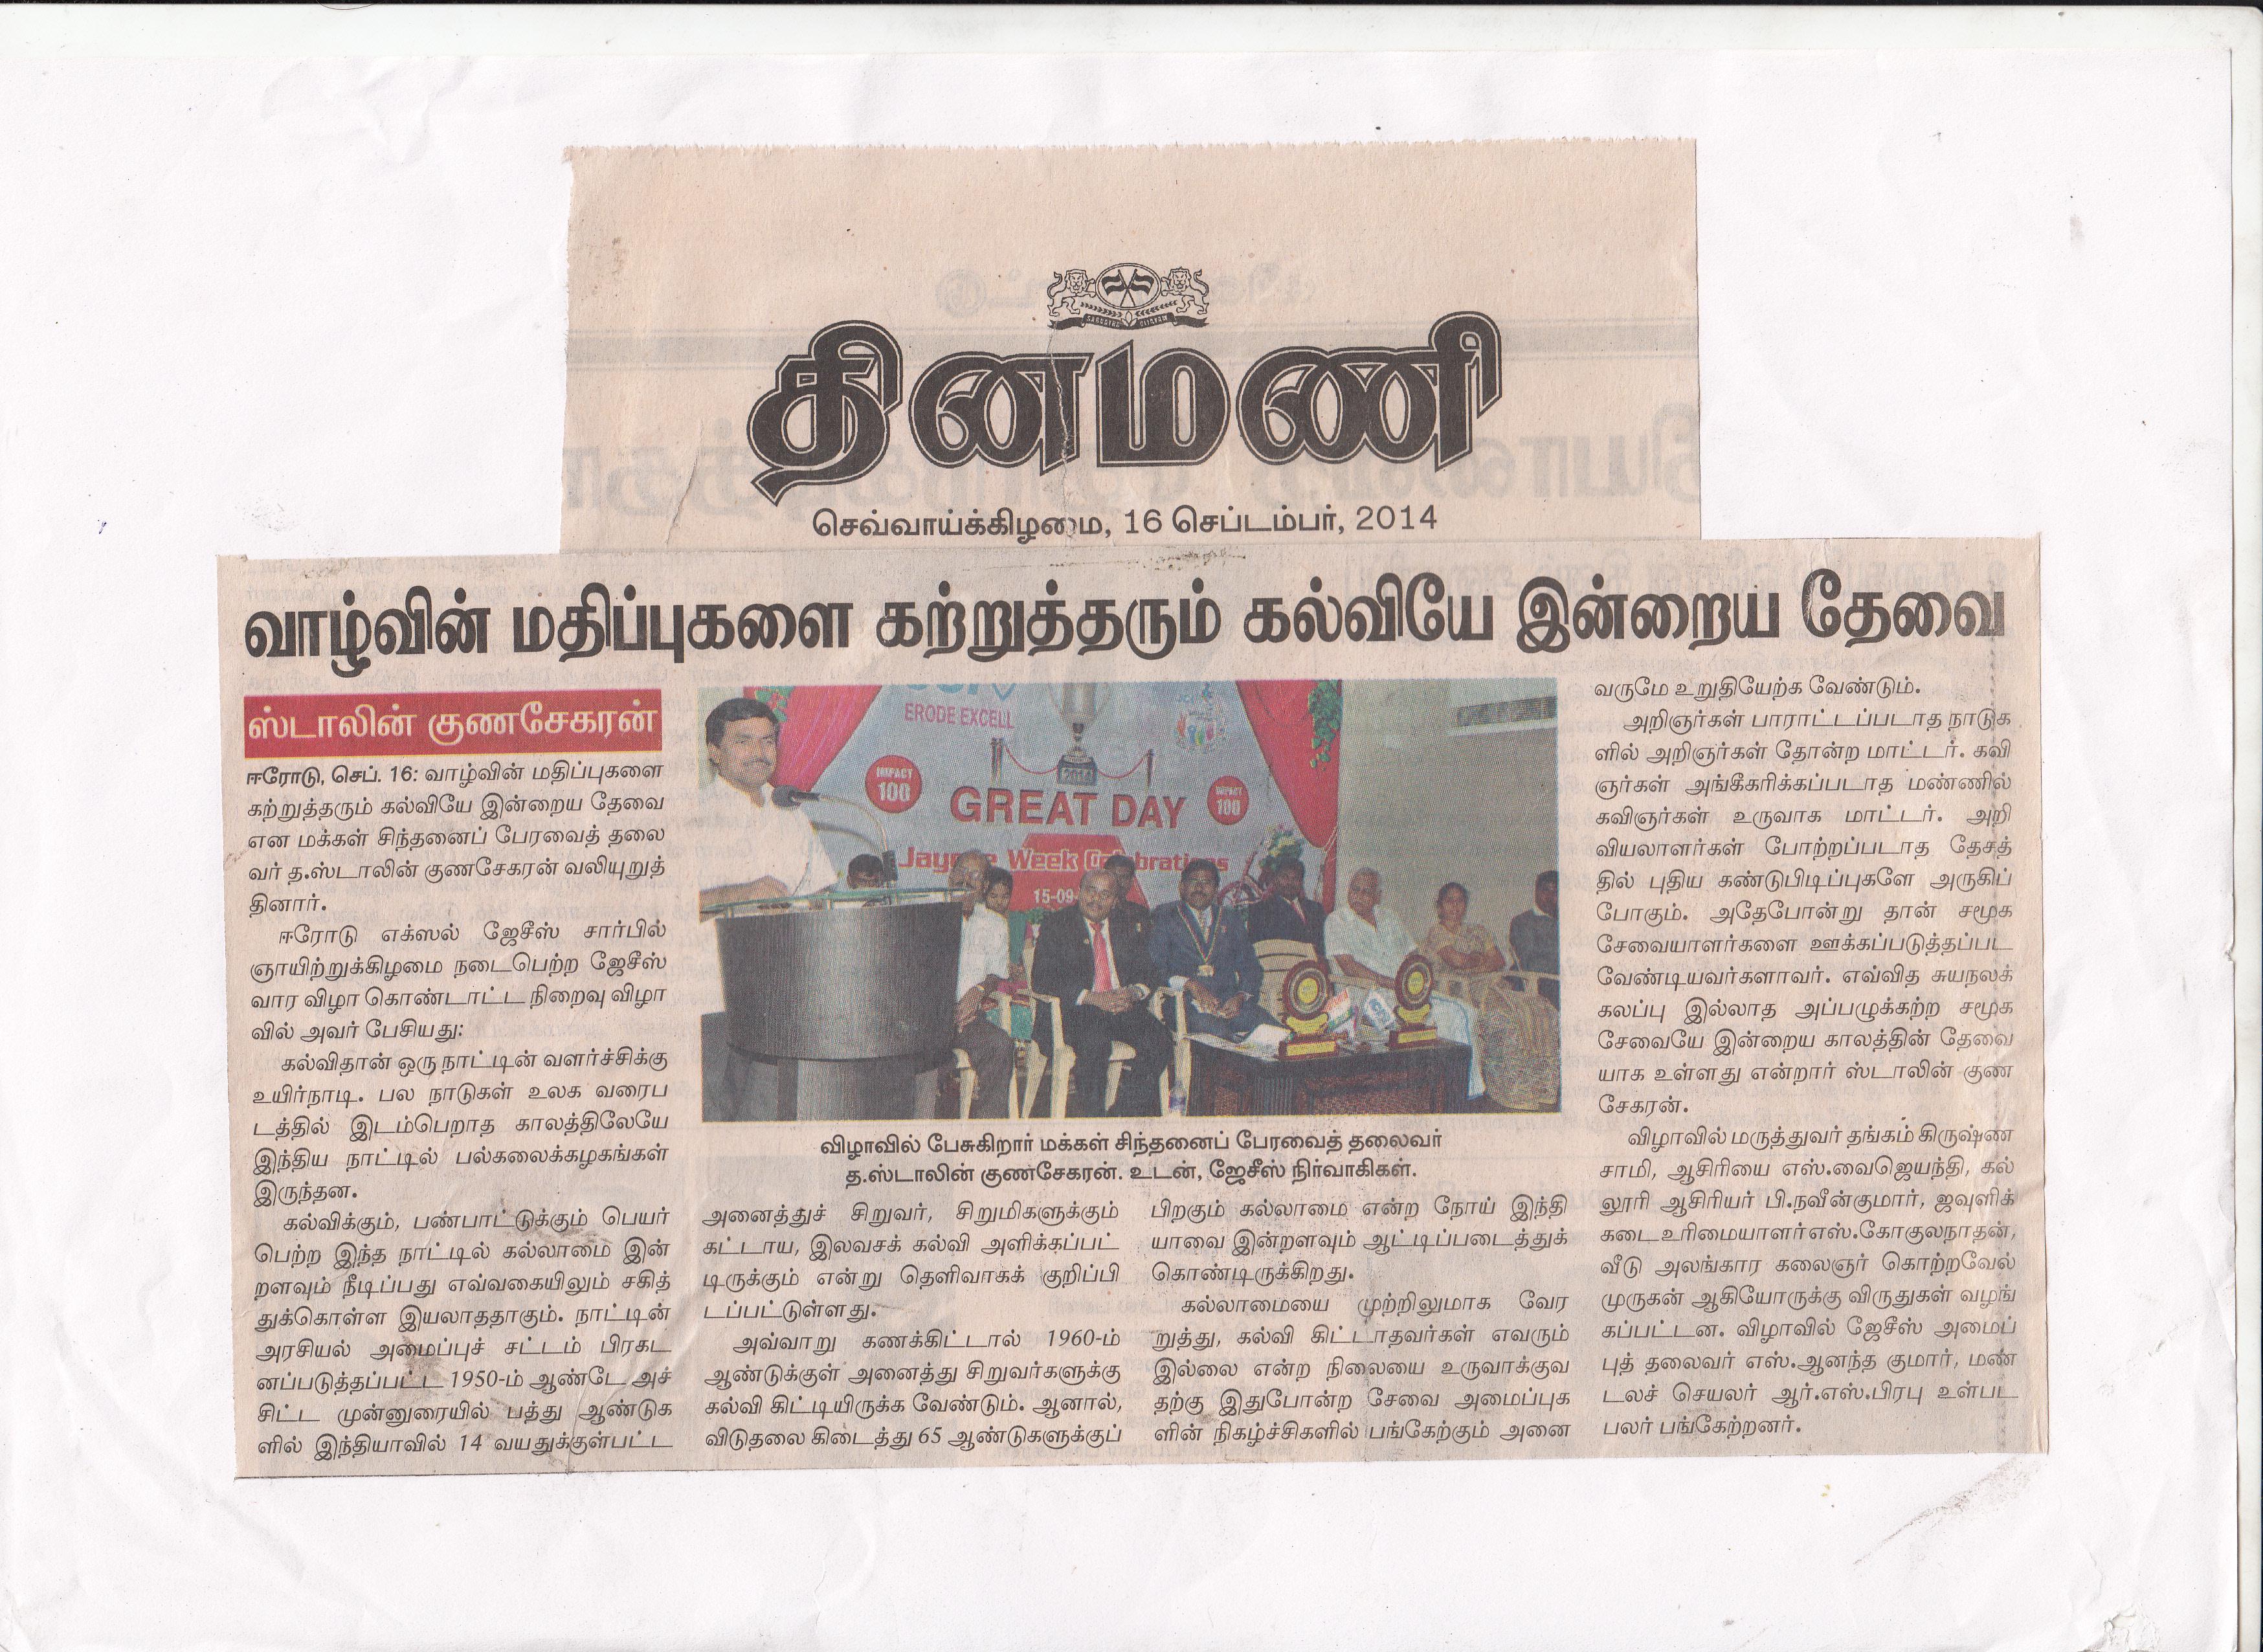 தினமணி
செவ்வாய்க்கிழமை, 16 செப்டம்பர், 2014
வாழ்வின் மதிப்புகளை கற்றுத்தரும் கல்வியே இன்றைய தேவை
ஸ்டாலின் குணசேகரன்
ஈரோடு, செப். 16: வாழ்வின் மதிப்புகளை
கற்றுத்தரும் கல்வியே இன்றைய தேவை
என மக்கள் சிந்தனைப் பேரவைத் தலை
வர் த.ஸ்டாலின் குணசேகரன் வலியுறுத்
தினார்.
ஈரோடு எக்ஸல் ஜேசீஸ் சார்பில்
ஞாயிற்றுக்கிழமை நடைபெற்ற ஜேசீஸ்
வார விழா கொண்டாட்ட நிறைவு விழா
வில் அவர் பேசியது:
கல்விதான் ஒரு நாட்டின் வளர்ச்சிக்கு
உயிர்நாடி. பல நாடுகள் உலக வரைப
டத்தில் இடம்பெறாத காலத்திலேயே
இந்திய நாட்டில் பல்கலைக்கழகங்கள்
இருந்தன.
கல்விக்கும், பண்பாட்டுக்கும் பெயர்
பெற்ற இந்த நாட்டில் கல்லாமை இன்
றளவும் நீடிப்பது எவ்வகையிலும் சகித்
துக்கொள்ள இயலாததாகும். நாட்டின்
அரசியல் அமைப்புச் சட்டம் பிரகட
னப்படுத்தப்பட்ட 1950-ம் ஆண்டே அச்
சிட்ட முன்னுரையில் பத்து ஆண்டுக
ளில் இந்தியாவில் 14 வயதுக்குள்பட்ட
ERODE EXCELL
2014
IMPACT
100
GREAT DAY
IMPACT
100
Week
15-09-
விழாவில் பேசுகிறார் மக்கள் சிந்தனைப் பேரவைத் தலைவர்
த.ஸ்டாலின் குணசேகரன். உடன், ஜேசீஸ் நிர்வாகிகள்.
அனைத்துச் சிறுவர், சிறுமிகளுக்கும்
கட்டாய, இலவசக் கல்வி அளிக்கப்பட்
டிருக்கும் என்று தெளிவாகக் குறிப்பி
டப்பட்டுள்ளது.
அவ்வாறு கணக்கிட்டால் 1960-ம்
ஆண்டுக்குள் அனைத்து சிறுவர்களுக்கு
கல்வி கிட்டியிருக்க வேண்டும். ஆனால்,
விடுதலை கிடைத்து 65 ஆண்டுகளுக்குப்
பிறகும் கல்லாமை என்ற நோய் இந்தி
யாவை இன்றளவும் ஆட்டிப்படைத்துக்
கொண்டிருக்கிறது.
கல்லாமையை முற்றிலுமாக வேர
றுத்து, கல்வி கிட்டாதவர்கள் எவரும்
இல்லை என்ற நிலையை உருவாக்குவ
தற்கு இதுபோன்ற சேவை அமைப்புக
ளின் நிகழ்ச்சிகளில் பங்கேற்கும் அனை
வருமே உறுதியேற்க வேண்டும்.
அறிஞர்கள் பாராட்டப்படாத நாடுக
ளில் அறிஞர்கள் தோன்ற மாட்டர். கவி
ஞர்கள் அங்கீகரிக்கப்படாத மண்ணில்
கவிஞர்கள் உருவாக மாட்டர். அறி
வியலாளர்கள் போற்றப்படாத தேசத்
தில் புதிய கண்டுபிடிப்புகளே அருகிப்
போகும். அதேபோன்று தான் சமூக
சேவையாளர்களை ஊக்கப்படுத்தப்பட
வேண்டியவர்களாவர். எவ்வித சுயநலக்
கலப்பு இல்லாத அப்பழுக்கற்ற சமூக
சேவையே இன்றைய காலத்தின் தேவை
யாக உள்ளது என்றார் ஸ்டாலின் குண
சேகரன்.
விழாவில் மருத்துவர் தங்கம் கிருஷ்ண
சாமி, ஆசிரியை எஸ்.வைஜெயந்தி, கல்
லூரி ஆசிரியர் பி.நவீன்குமார், ஜவுளிக்
கடை உரிமையாளர் எஸ்.கோகுலநாதன்,
வீடு அலங்கார கலைஞர் கொற்றவேல்
முருகன் ஆகியோருக்கு விருதுகள் வழங்
கப்பட்டன. விழாவில் ஜேசீஸ் அமைப்
புத் தலைவர் எஸ்.ஆனந்த குமார், மண்
டலச் செயலர் ஆர்.எஸ்.பிரபு உள்பட
பலர் பங்கேற்றனர்.